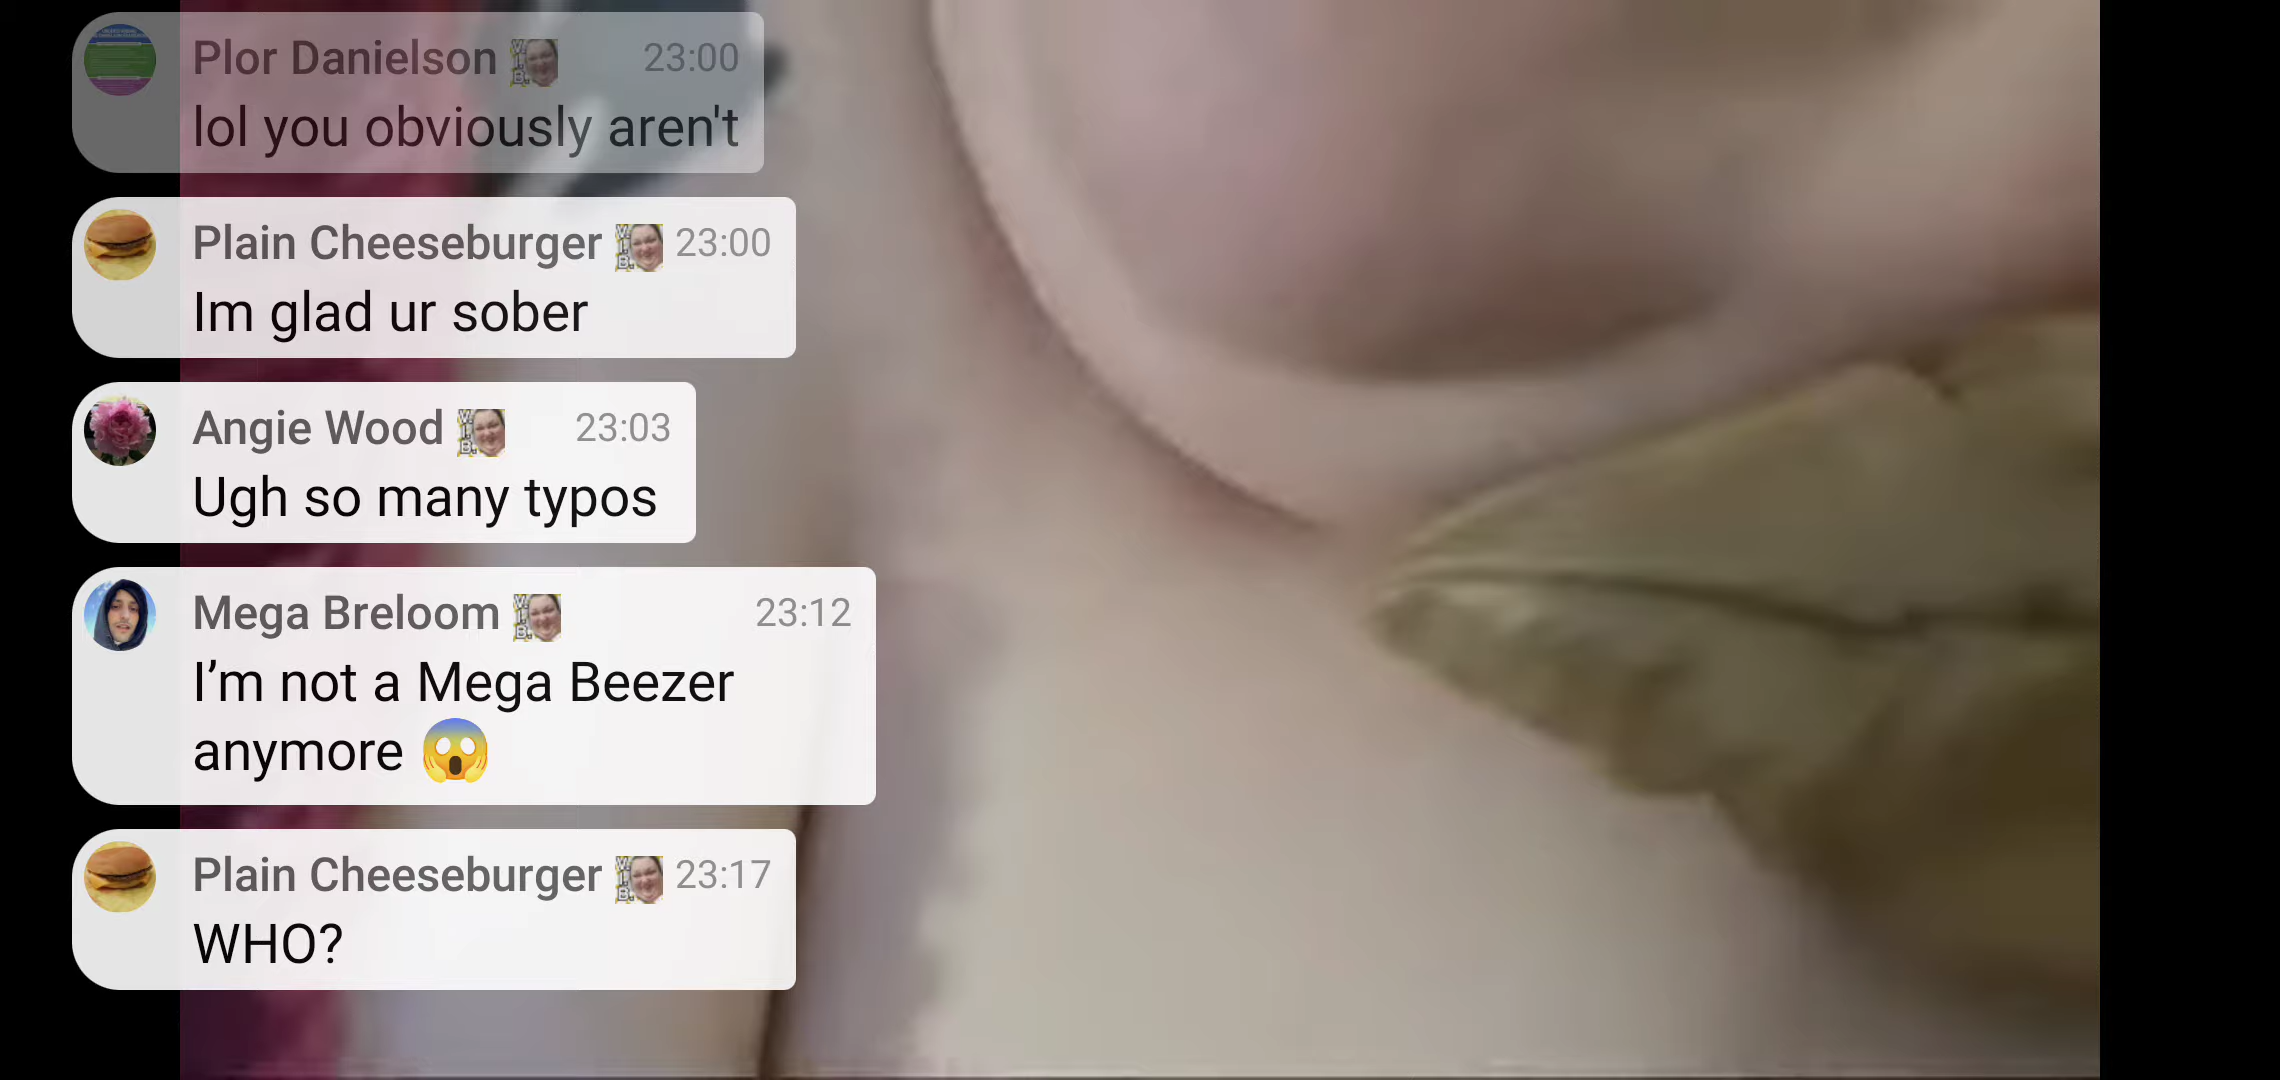 Plor Danielson 23:00
lol you obviously aren't
Plain Cheeseburger 23:00
Im glad ur sober
Angie Wood 23:03
Ugh so many typos
Mega Breloom 23:12
I’m not a Mega Beezer
anymore 😱
Plain Cheeseburger 23:17
WHO?